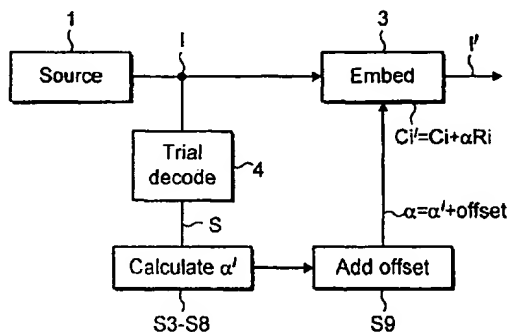 1
I
3
I'
Source
Embed
Ci'=Ci+αRi
Trial
decode
4
α=α'+offset
S
Calculate α'
Add offset
S3-S8
S9